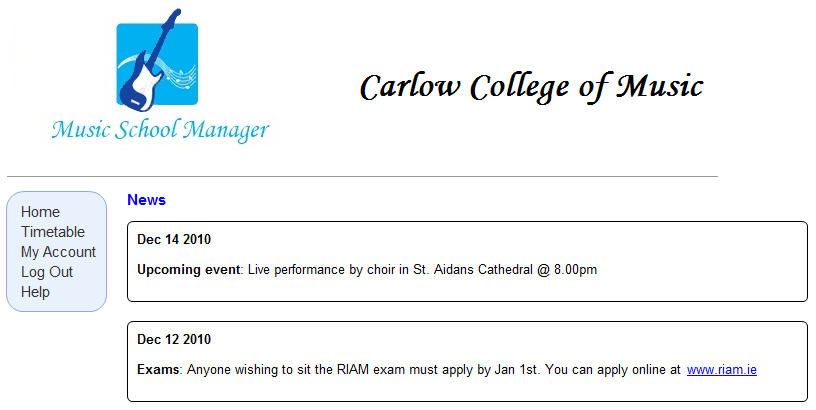 Music School Manager
Carlow College of Music
Home
Timetable
My Account
Log Out
Help
News
Dec 14 2010
Upcoming event: Live performance by choir in St. Aidans Cathedral @ 8.00pm
Dec 12 2010
Exams: Anyone wishing to sit the RIAM exam must apply by Jan 1st. You can apply online at www.riam.ie